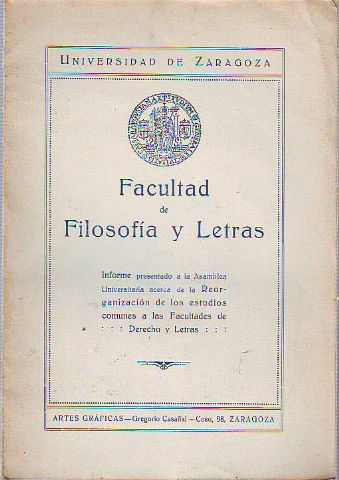 UNIVERSIDAD DE ZARAGOZA
Facultad
de
Filosofía y Letras
Informe presentado a la Asamblea
Universitaria acerca de la Reor-
ganización de los estudios
comunes a las Facultades de
: : : Derecho y Letras : : :
ARTES GRÁFICAS—Gregorio Casañal—Coso, 98, ZARAGOZA